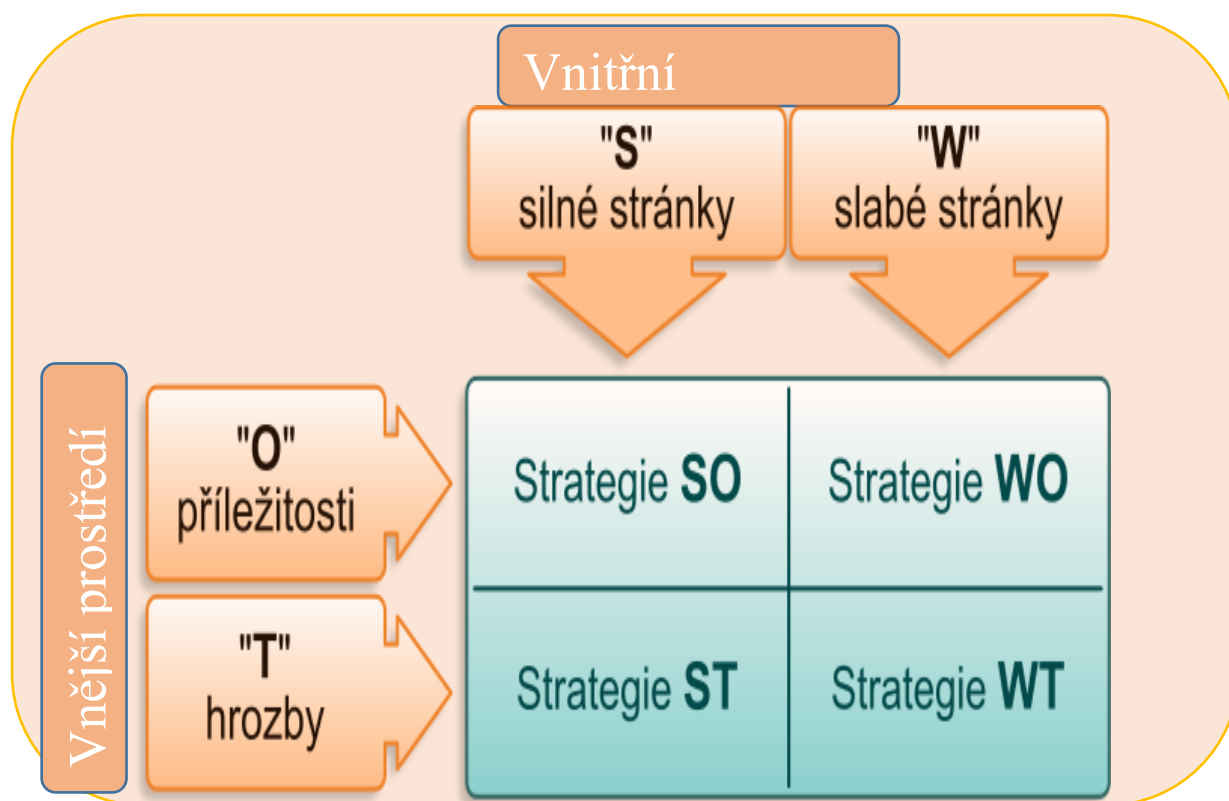 Vnitřní
"S"
silné stránky
"W"
slabé stránky
Vnější prostředí
"O"
příležitosti
Strategie SO
Strategie WO
"T"
hrozby
Strategie ST
Strategie WT